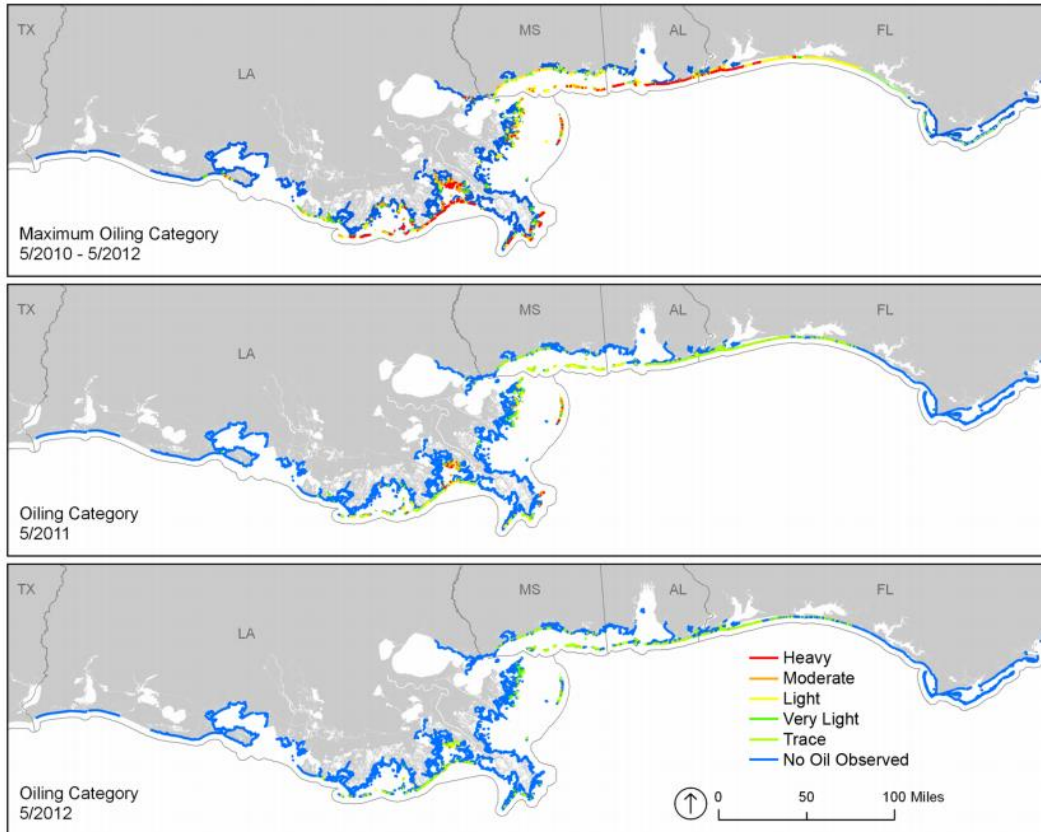 TX
LA
MS
AL
FL
Maximum Oiling Category
5/2010 - 5/2012
TX
LA
MS
AL
FL
Oiling Category
5/2011
TX
LA
MS
AL
FL
Oiling Category
5/2012
Heavy
Moderate
Light
Very Light
Trace
No Oil Observed
0 50 100 Miles